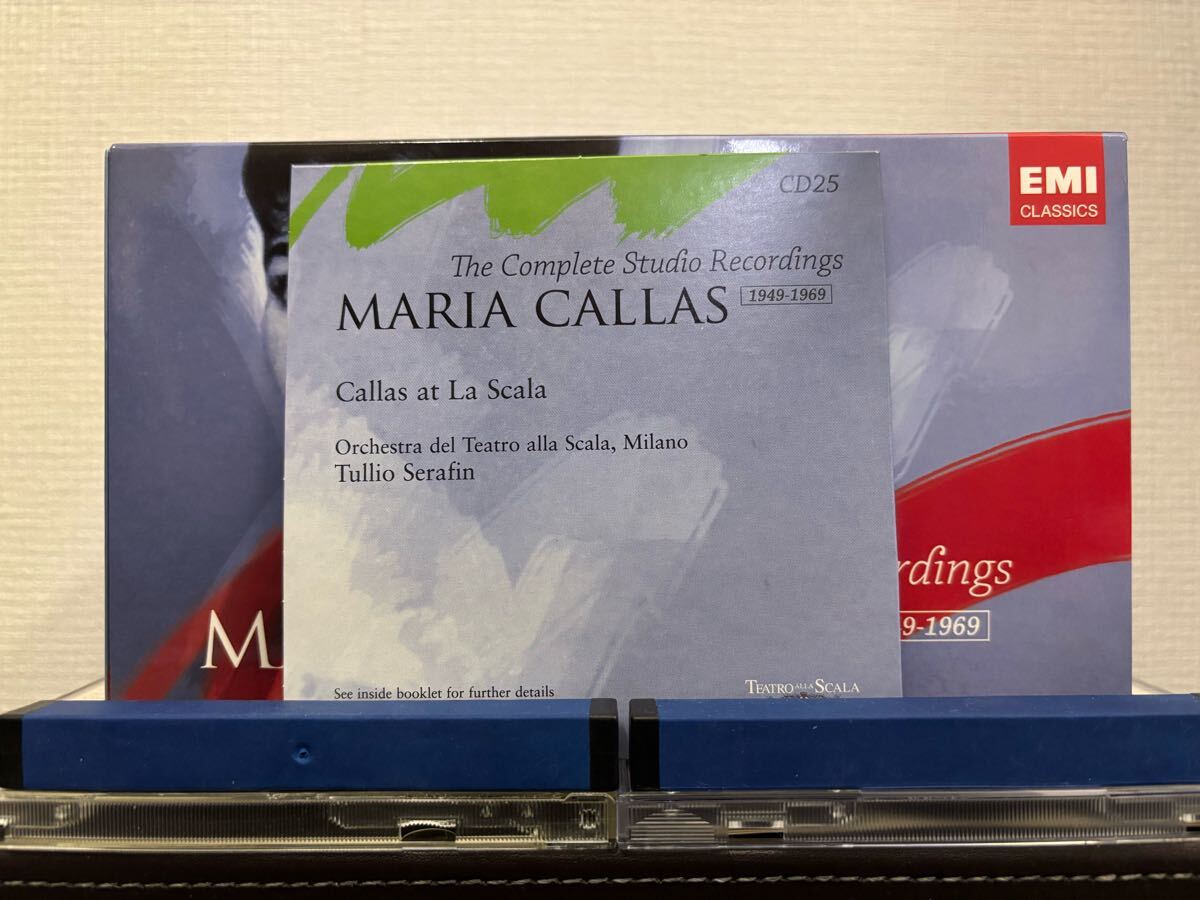 EMI
CLASSICS
CD25
The Complete Studio Recordings
MARIA CALLAS 1949-1969
Callas at La Scala
Orchestra del Teatro alla Scala, Milano
Tullio Serafin
See inside booklet for further details
TEATRO ALLA SCALA
rdings
MA
9-1969